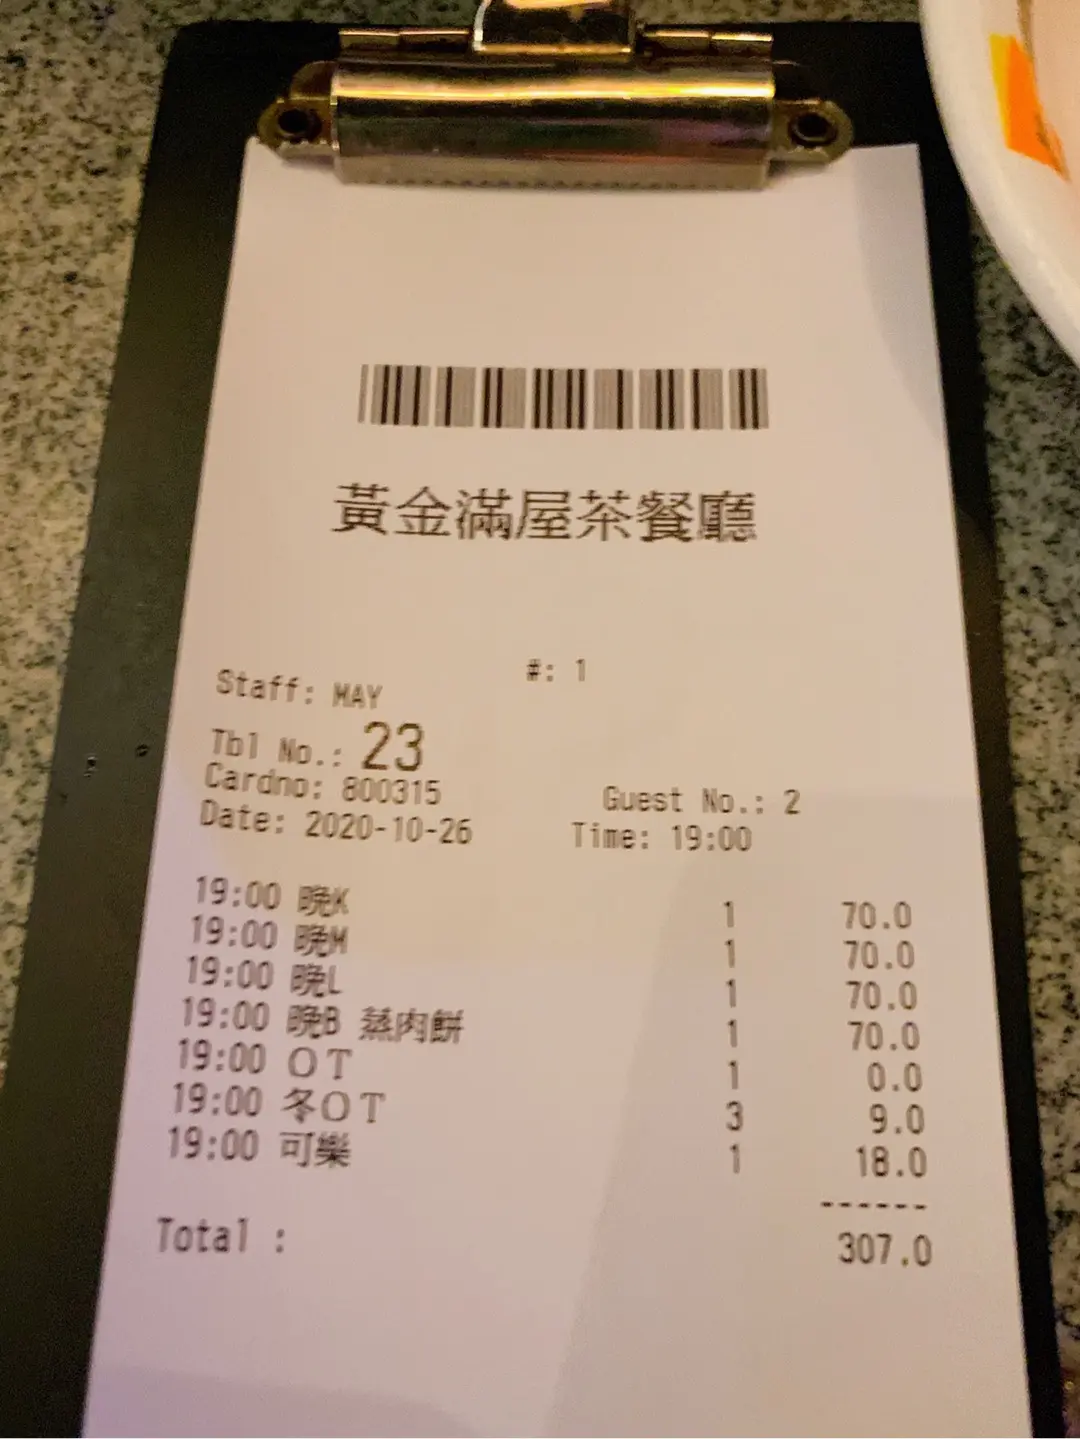 黃金滿屋茶餐廳
#: 1
Staff: MAY
Tbl No.: 23
Cardno: 800315 Guest No.: 2
Date: 2020-10-26 Time: 19:00
19:00 晚K 1 70.0
19:00 晚M 1 70.0
19:00 晚L 1 70.0
19:00 晚B 蒸肉餅 1 70.0
19:00 ＯＴ 1 0.0
19:00 冬ＯＴ 3 9.0
19:00 可樂 1 18.0
------
Total : 307.0